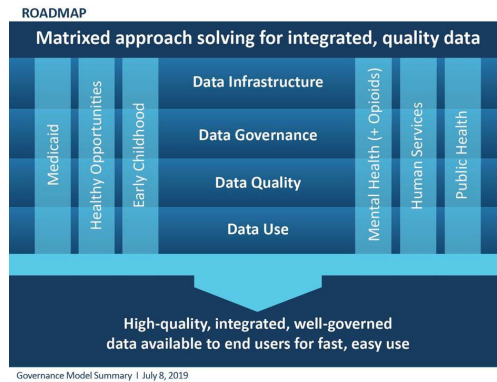 ROADMAP
Matrixed approach solving for integrated, quality data
Medicaid
Healthy Opportunities
Early Childhood
Data Infrastructure
Data Governance
Data Quality
Data Use
Mental Health (+ Opioids)
Human Services
Public Health
High-quality, integrated, well-governed
data available to end users for fast, easy use
Governance Model Summary I July 8, 2019